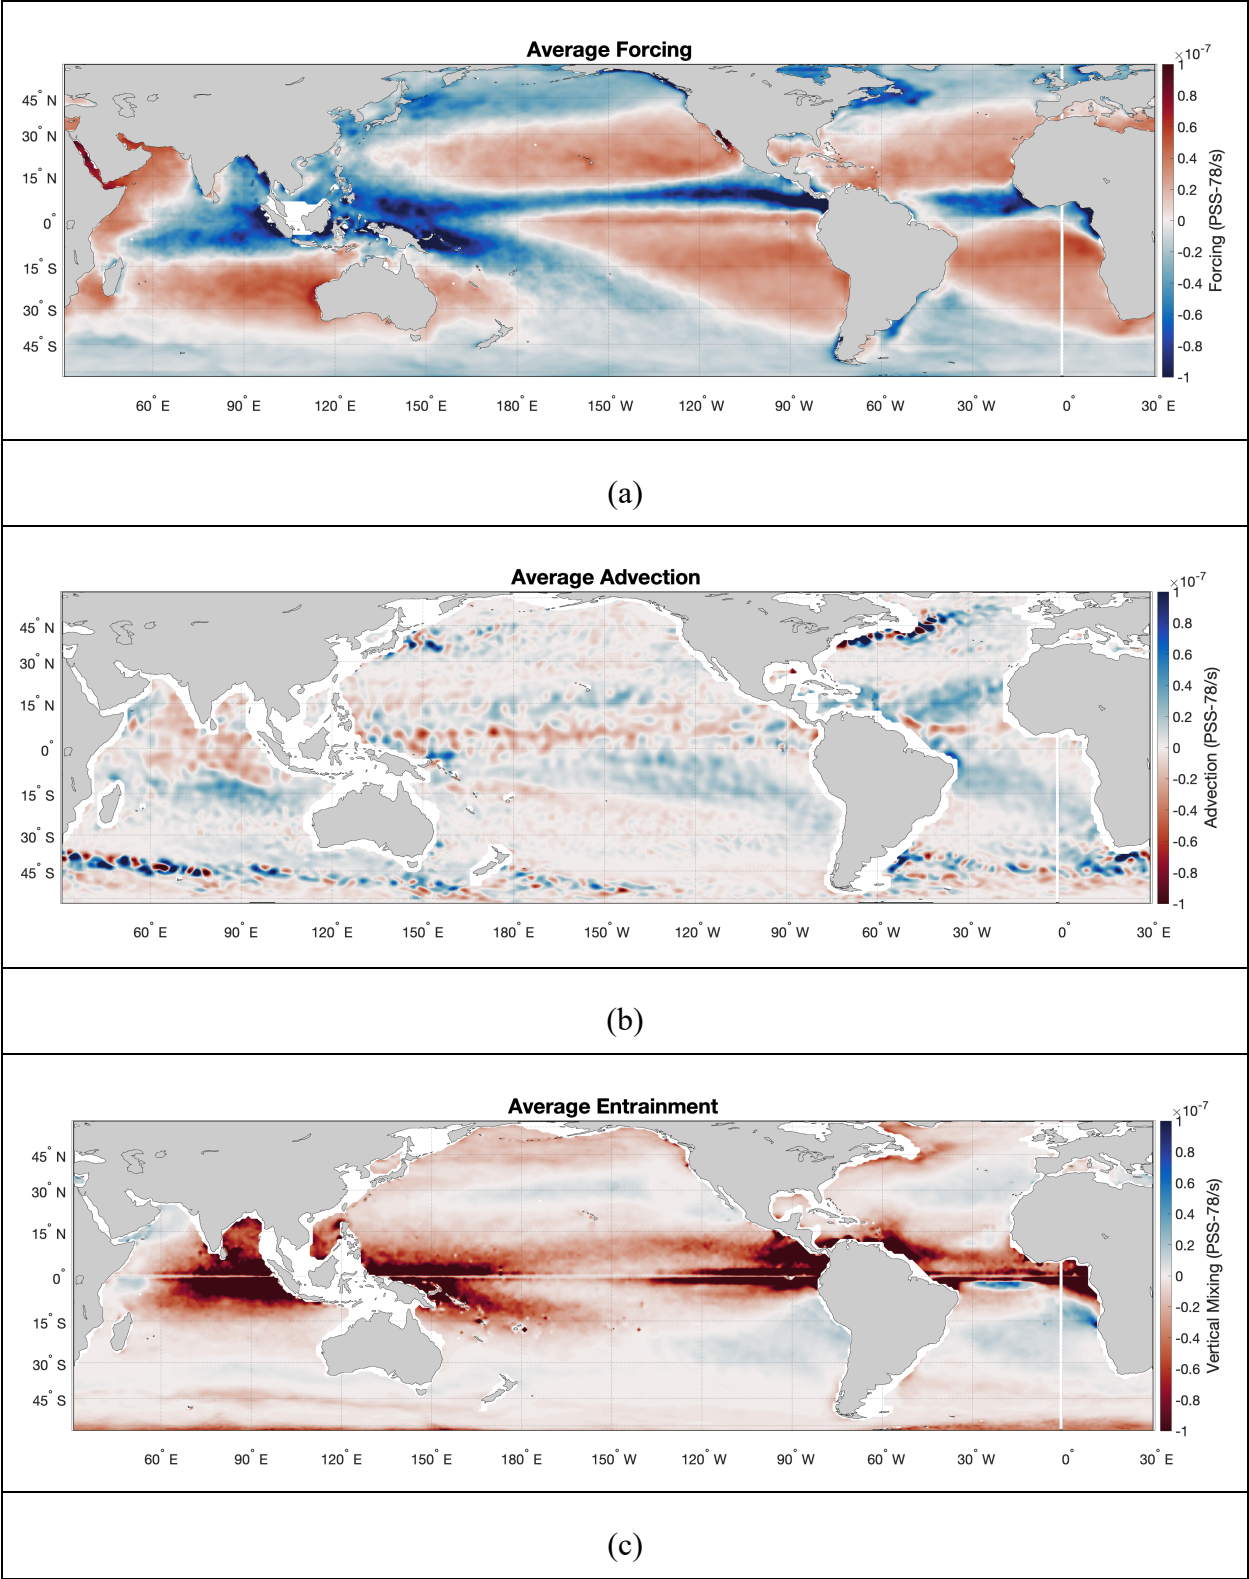 Average Forcing
×10⁻⁷
45° N
30° N
15° N
0°
15° S
30° S
45° S
60° E
90° E
120° E
150° E
180° E
150° W
120° W
90° W
60° W
30° W
0°
30° E
1
0.8
0.6
0.4
0.2
0
-0.2
-0.4
-0.6
-0.8
-1
Forcing (PSS-78/s)
(a)
Average Advection
×10⁻⁷
45° N
30° N
15° N
0°
15° S
30° S
45° S
60° E
90° E
120° E
150° E
180° E
150° W
120° W
90° W
60° W
30° W
0°
30° E
1
0.8
0.6
0.4
0.2
0
-0.2
-0.4
-0.6
-0.8
-1
Advection (PSS-78/s)
(b)
Average Entrainment
×10⁻⁷
45° N
30° N
15° N
0°
15° S
30° S
45° S
60° E
90° E
120° E
150° E
180° E
150° W
120° W
90° W
60° W
30° W
0°
30° E
1
0.8
0.6
0.4
0.2
0
-0.2
-0.4
-0.6
-0.8
-1
Vertical Mixing (PSS-78/s)
(c)